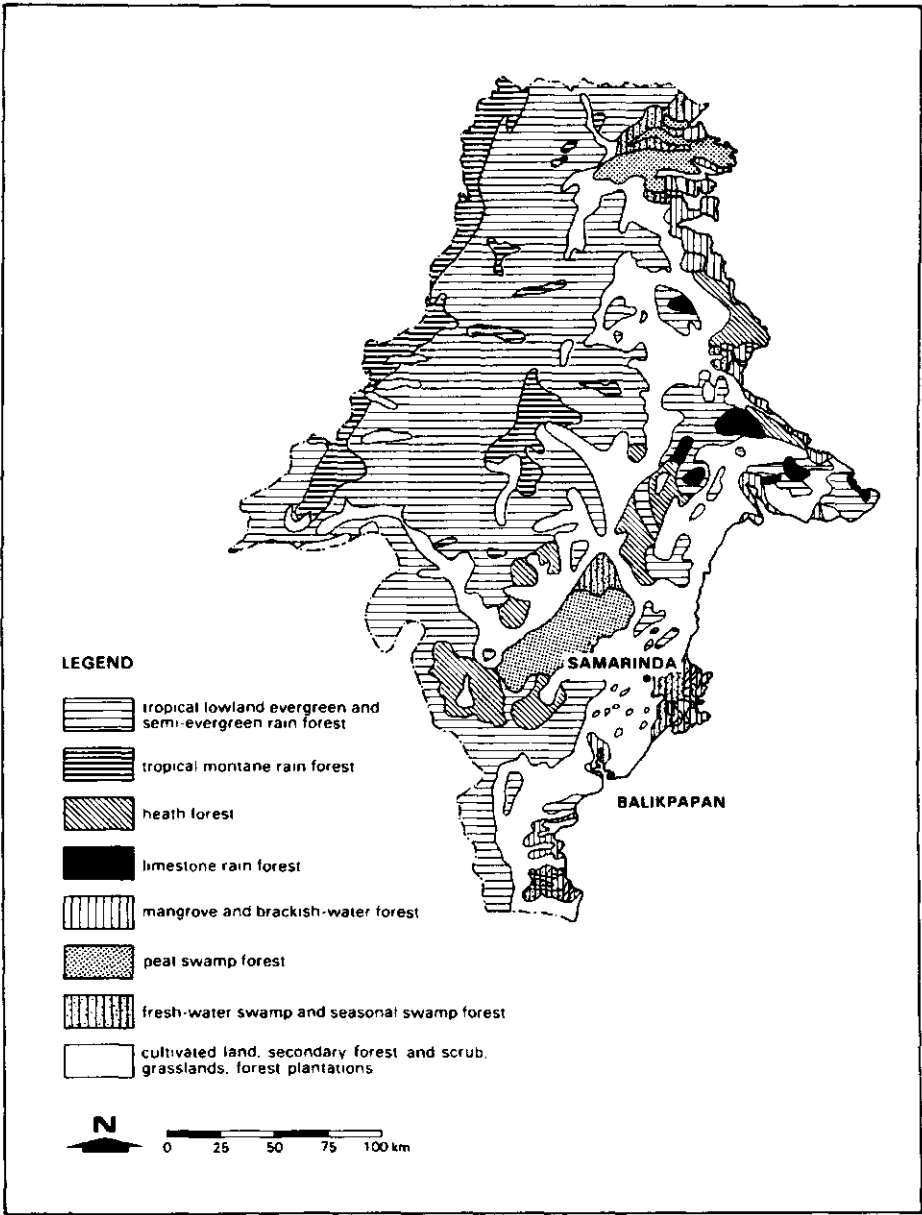 SAMARINDA
BALIKPAPAN
LEGEND
tropical lowland evergreen and
semi-evergreen rain forest
tropical montane rain forest
heath forest
limestone rain forest
mangrove and brackish-water forest
peat swamp forest
fresh-water swamp and seasonal swamp forest
cultivated land, secondary forest and scrub,
grasslands, forest plantations
N
0 25 50 75 100 km